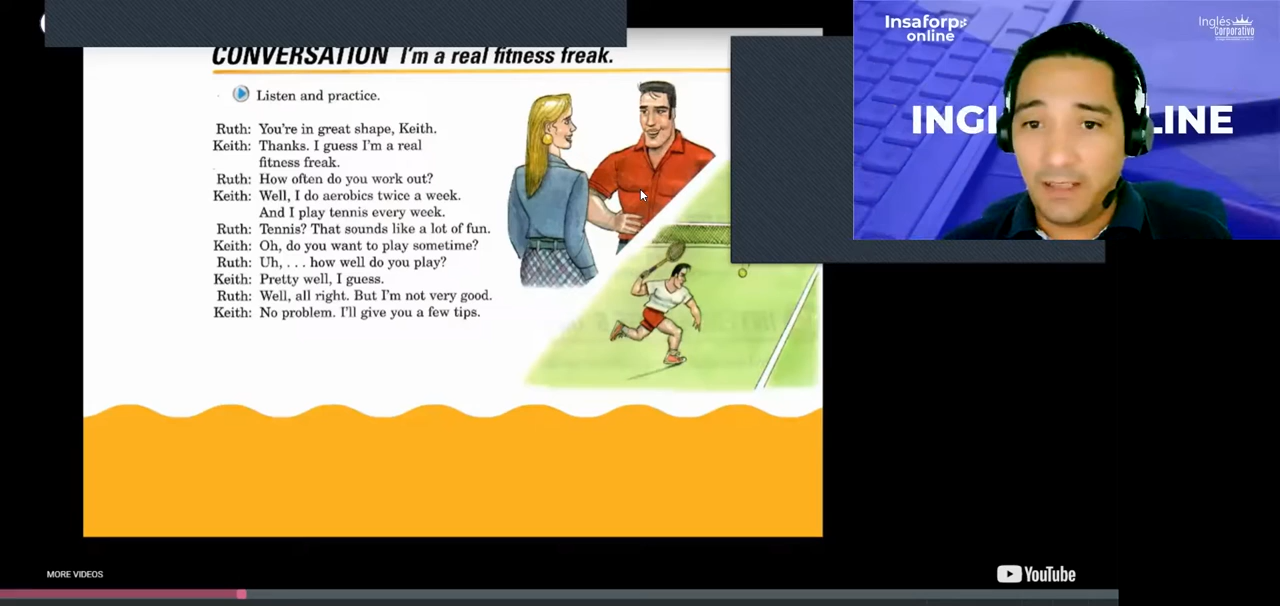 CONVERSATION I'm a real fitness freak.
Listen and practice.
Ruth: You're in great shape, Keith.
Keith: Thanks. I guess I'm a real
fitness freak.
Ruth: How often do you work out?
Keith: Well, I do aerobics twice a week.
And I play tennis every week.
Ruth: Tennis? That sounds like a lot of fun.
Keith: Oh, do you want to play sometime?
Ruth: Uh, . . . how well do you play?
Keith: Pretty well, I guess.
Ruth: Well, all right. But I'm not very good.
Keith: No problem. I'll give you a few tips.
Insaforp
online
Inglés
Corporativo
INGL LINE
MORE VIDEOS
YouTube